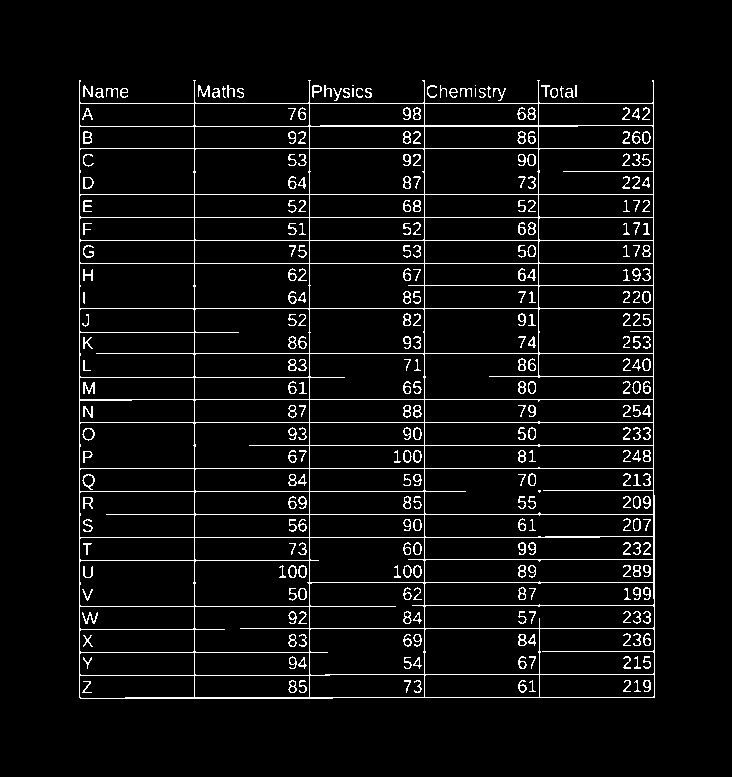 Name Maths Physics Chemistry Total
A 76 98 68 242
B 92 82 86 260
C 53 92 90 235
D 64 87 73 224
E 52 68 52 172
F 51 52 68 171
G 75 53 50 178
H 62 67 64 193
I 64 85 71 220
J 52 82 91 225
K 86 93 74 253
L 83 71 86 240
M 61 65 80 206
N 87 88 79 254
O 93 90 50 233
P 67 100 81 248
Q 84 59 70 213
R 69 85 55 209
S 56 90 61 207
T 73 60 99 232
U 100 100 89 289
V 50 62 87 199
W 92 84 57 233
X 83 69 84 236
Y 94 54 67 215
Z 85 73 61 219